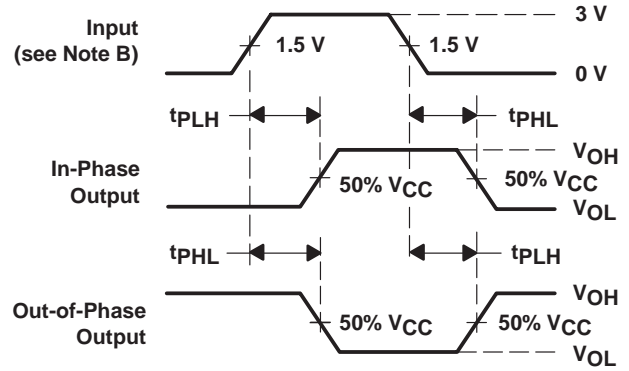 Input
(see Note B)
1.5 V
1.5 V
3 V
0 V
tPLH
tPHL
In-Phase
Output
50% VCC
VOH
50% VCC
VOL
tPHL
tPLH
Out-of-Phase
Output
50% VCC
VOH
50% VCC
VOL